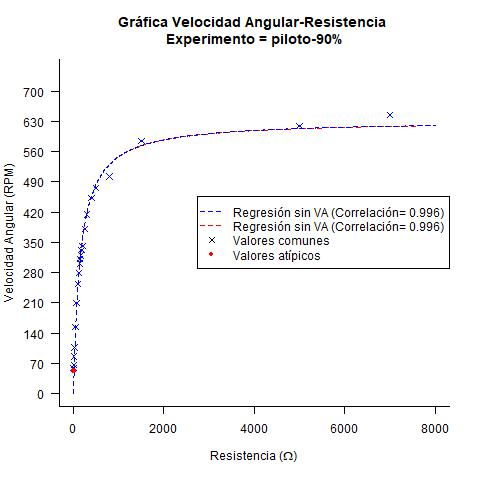 Gráfica Velocidad Angular-Resistencia
Experimento = piloto-90%
Velocidad Angular (RPM)
700
630
560
490
420
350
280
210
140
70
0
Regresión sin VA (Correlación= 0.996)
Regresión sin VA (Correlación= 0.996)
Valores comunes
Valores atípicos
0 2000 4000 6000 8000
Resistencia (Ω)